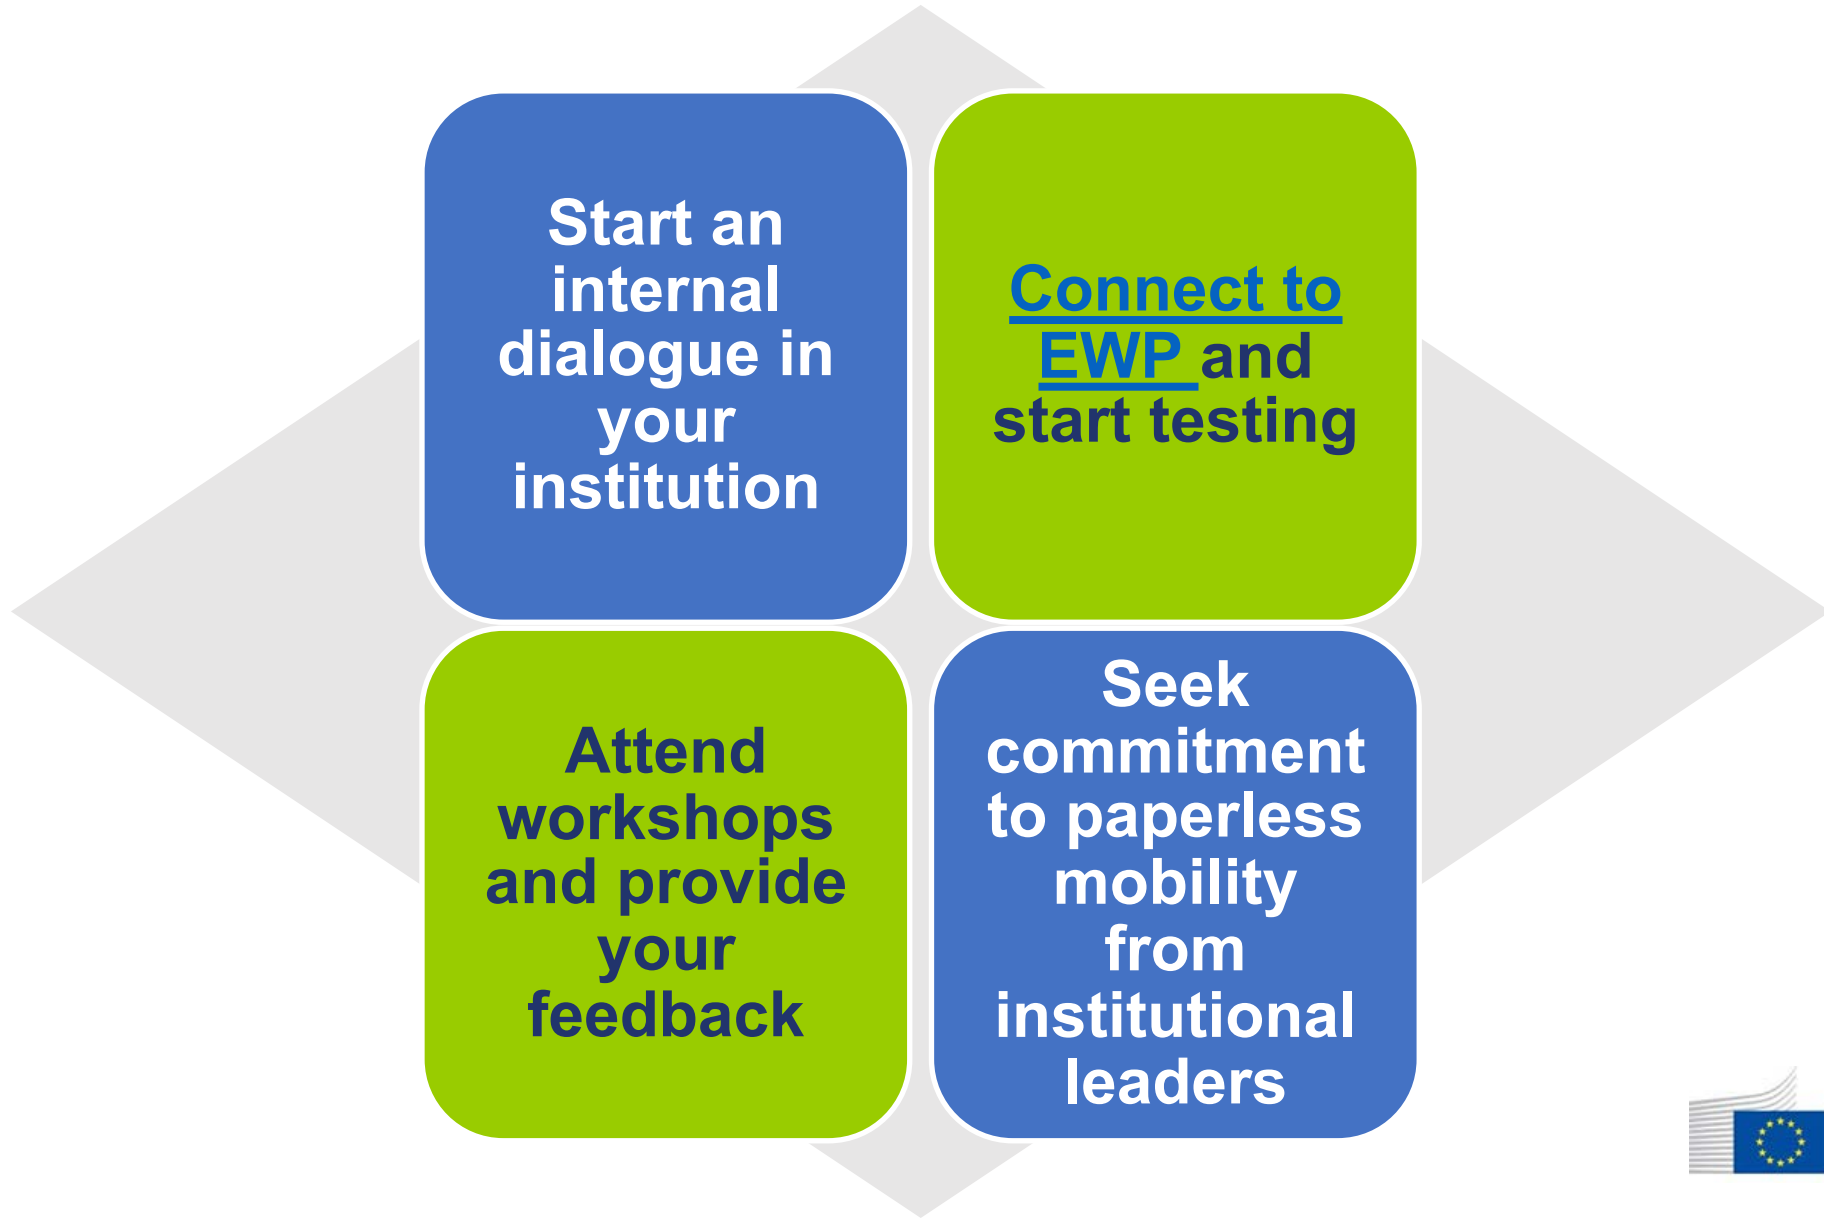 Start an
internal
dialogue in
your
institution
Connect to
EWP and
start testing
Attend
workshops
and provide
your
feedback
Seek
commitment
to paperless
mobility
from
institutional
leaders